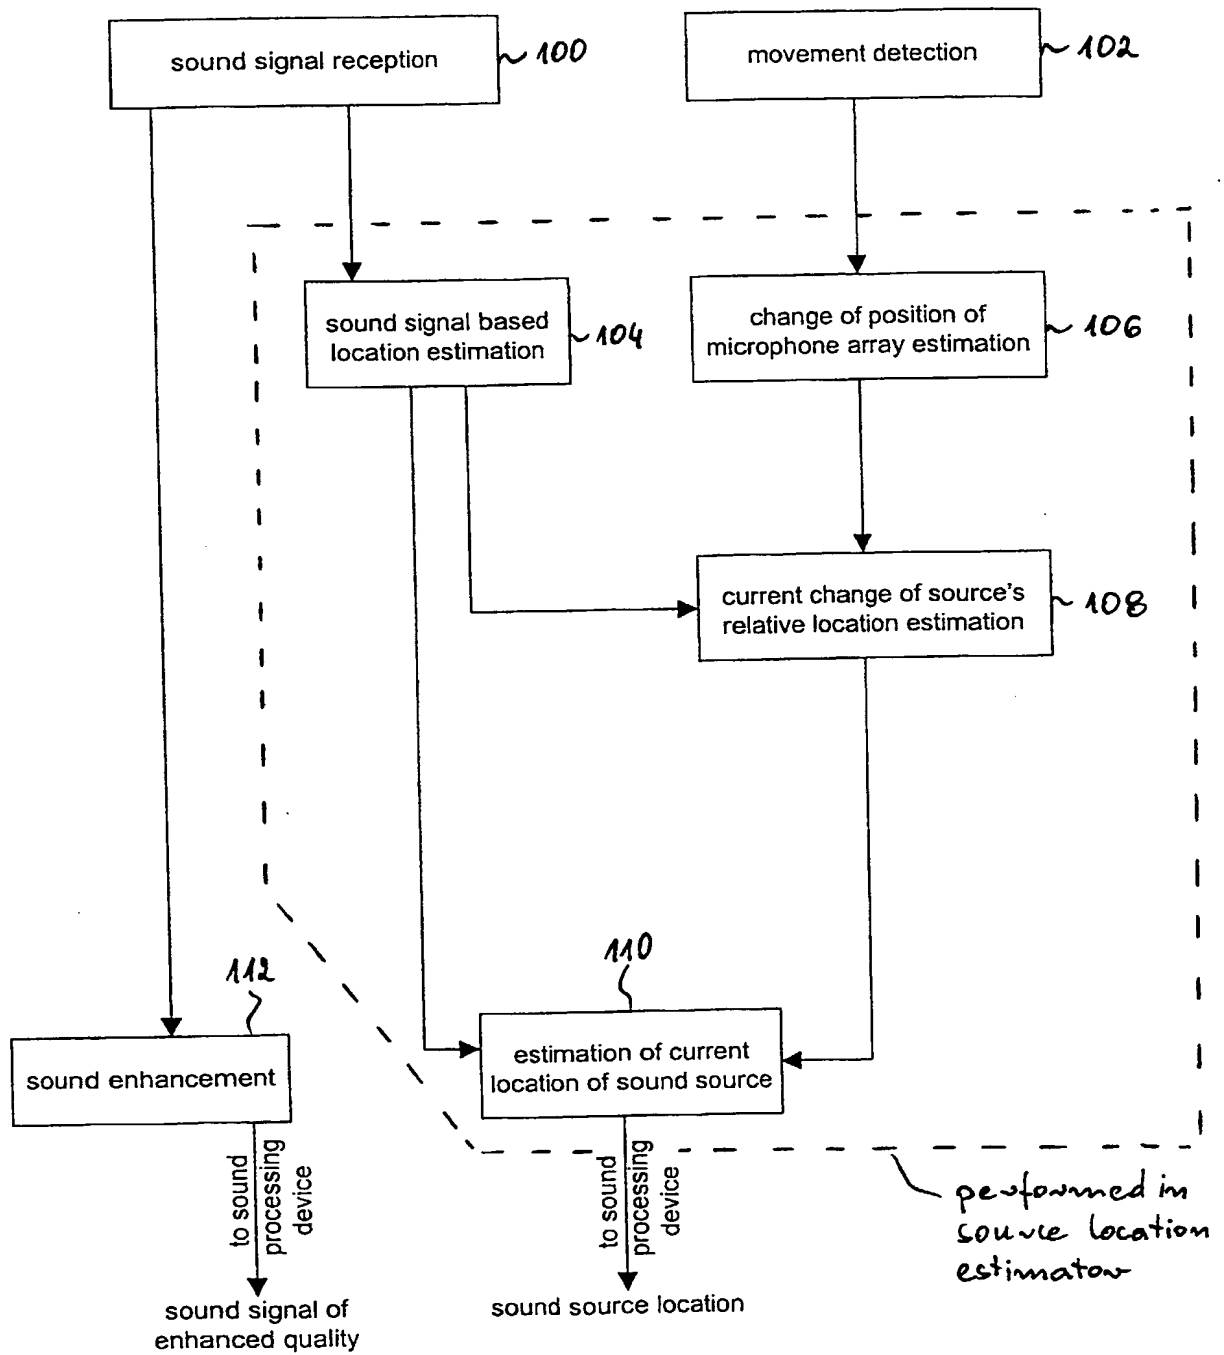 sound signal reception
100
movement detection
102
sound signal based
location estimation
104
change of position of
microphone array estimation
106
current change of source's
relative location estimation
108
110
112
estimation of current
location of sound source
sound enhancement
to sound
processing
device
to sound
processing
device
performed in
source location
estimator
sound signal of
enhanced quality
sound source location